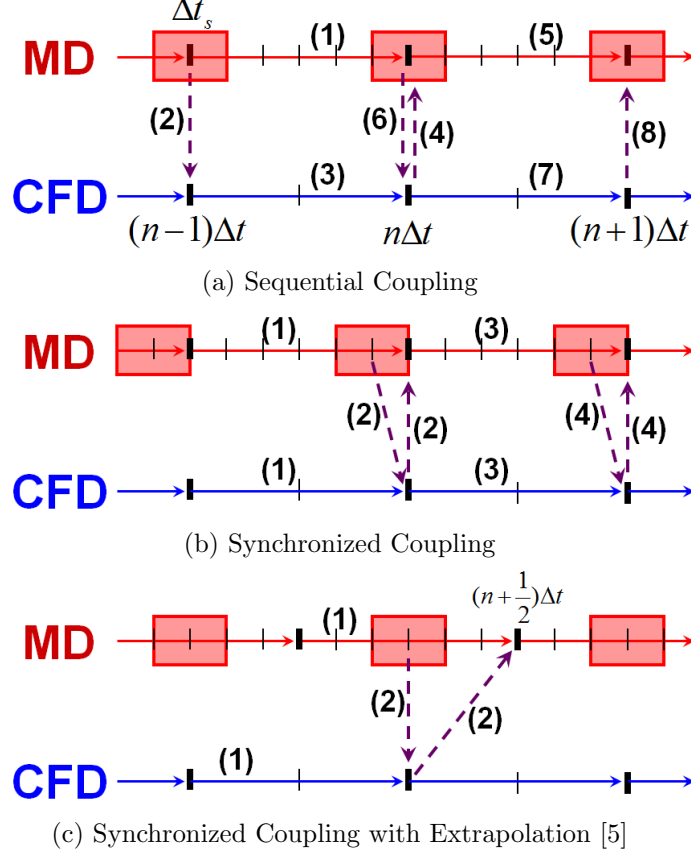 Δt_s
MD (1) (5)
(2) (6) (4) (8)
CFD (3) (7)
(n−1)Δt nΔt (n+1)Δt
(a) Sequential Coupling
MD (1) (3)
(2) (2) (4) (4)
CFD (1) (3)
(b) Synchronized Coupling
(n+1/2)Δt
MD (1)
(2) (2)
CFD (1)
(c) Synchronized Coupling with Extrapolation [5]